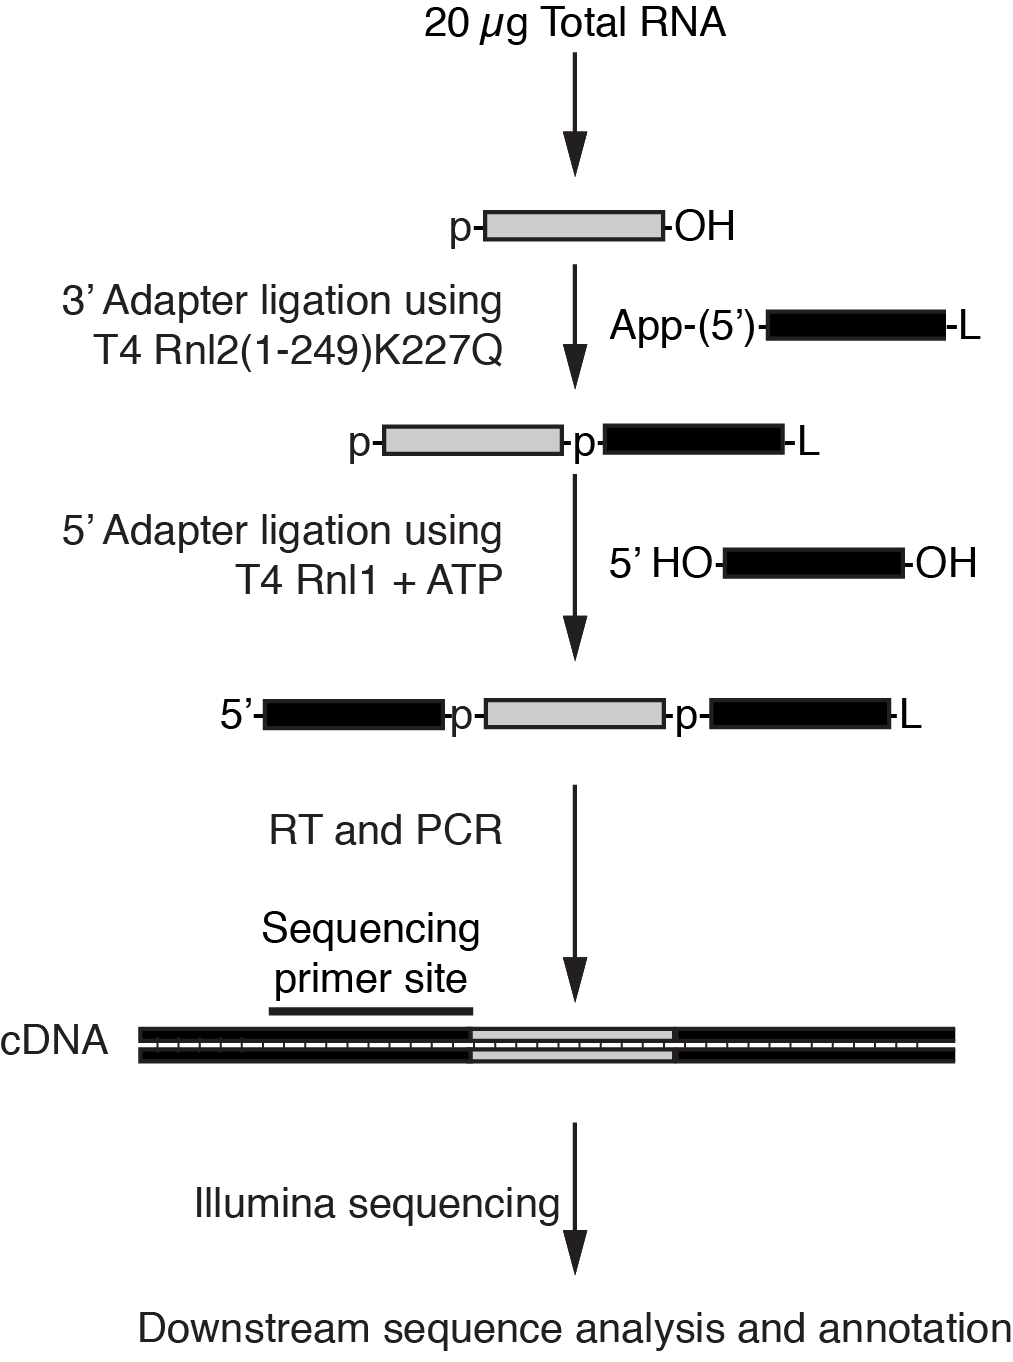 20 µg Total RNA
p- -OH
3’ Adapter ligation using
T4 Rnl2(1-249)K227Q
App-(5’)- -L
p- -p- -L
5’ Adapter ligation using
T4 Rnl1 + ATP
5’ HO- -OH
5’- -p- -p- -L
RT and PCR
Sequencing
primer site
cDNA
Illumina sequencing
Downstream sequence analysis and annotation